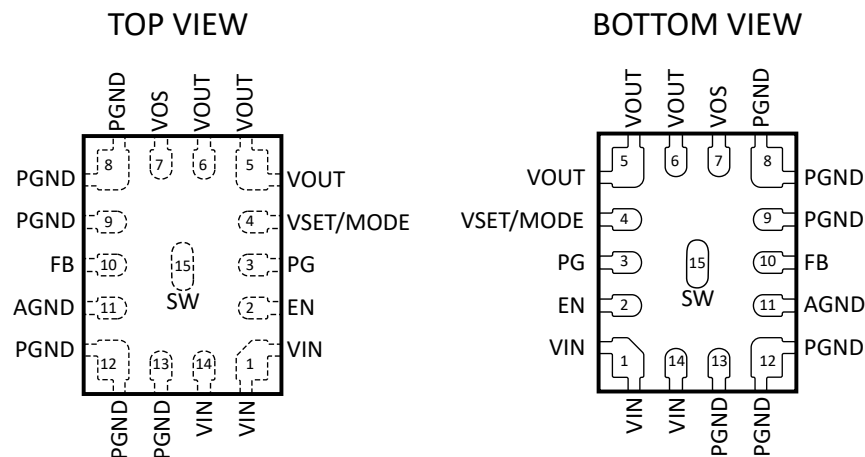 TOP VIEW
PGND
VOS
VOUT
VOUT
8
7
6
5
PGND
VOUT
PGND
9
4
VSET/MODE
FB
10
15
3
PG
SW
AGND
11
2
EN
PGND
12
13
14
1
VIN
PGND
PGND
VIN
VIN
BOTTOM VIEW
VOUT
VOUT
VOS
PGND
5
6
7
8
VOUT
PGND
VSET/MODE
4
9
PGND
PG
3
15
10
FB
SW
EN
2
11
AGND
VIN
1
14
13
12
PGND
VIN
VIN
PGND
PGND